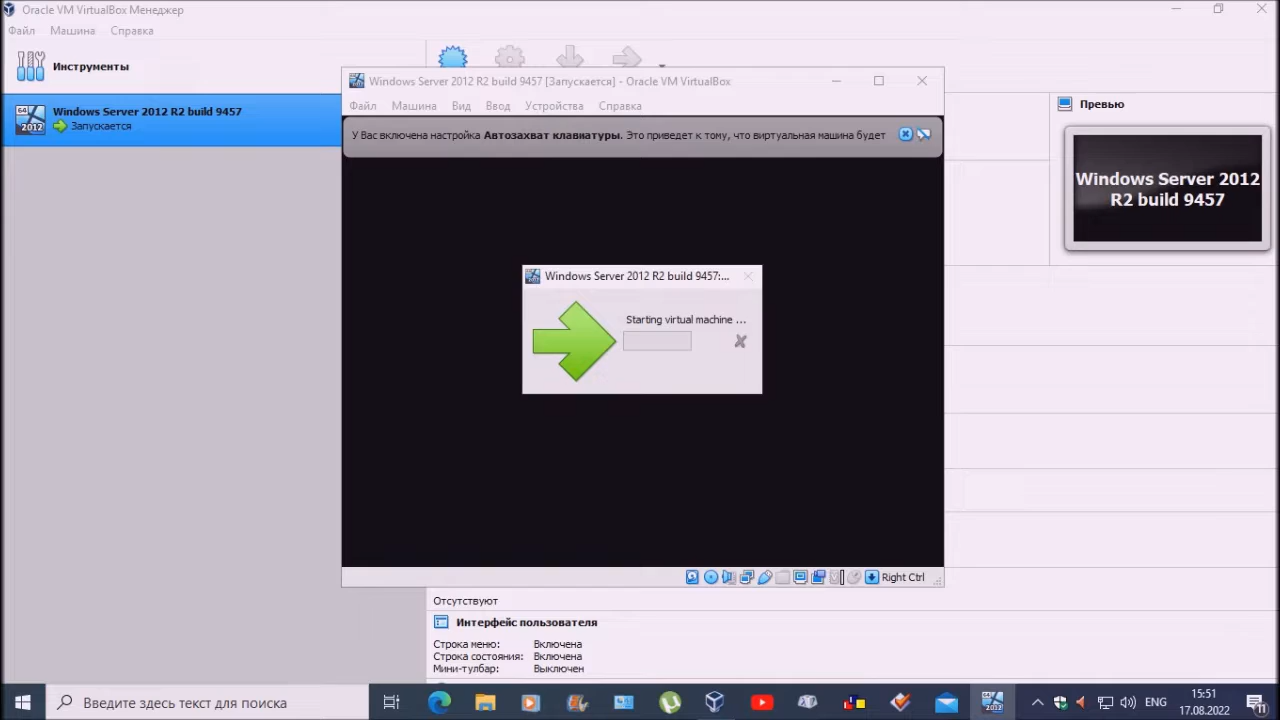 Oracle VM VirtualBox Менеджер
Файл Машина Справка
Инструменты
Windows Server 2012 R2 build 9457
Запускается
64
2012
Windows Server 2012 R2 build 9457 [Запускается] - Oracle VM VirtualBox
Файл Машина Вид Ввод Устройства Справка
У Вас включена настройка Автозахват клавиатуры. Это приведет к тому, что виртуальная машина будет
Windows Server 2012 R2 build 9457:...
Starting virtual machine ...
Right Ctrl
Превью
Windows Server 2012
R2 build 9457
Отсутствуют
Интерфейс пользователя
Строка меню: Включена
Строка состояния: Включена
Мини-тулбар: Выключен
Введите здесь текст для поиска
2012
ENG
15:51
17.08.2022
11